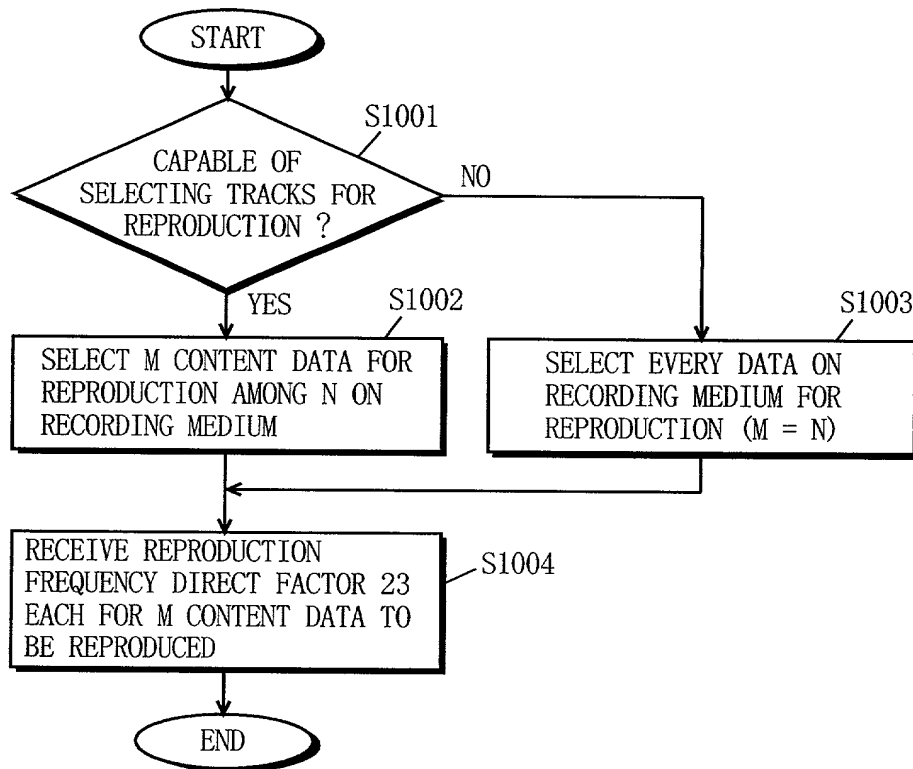 START
S1001
CAPABLE OF
SELECTING TRACKS FOR
REPRODUCTION ?
NO
YES
S1002
S1003
SELECT M CONTENT DATA FOR
REPRODUCTION AMONG N ON
RECORDING MEDIUM
SELECT EVERY DATA ON
RECORDING MEDIUM FOR
REPRODUCTION (M = N)
RECEIVE REPRODUCTION
FREQUENCY DIRECT FACTOR 23
EACH FOR M CONTENT DATA TO
BE REPRODUCED
S1004
END